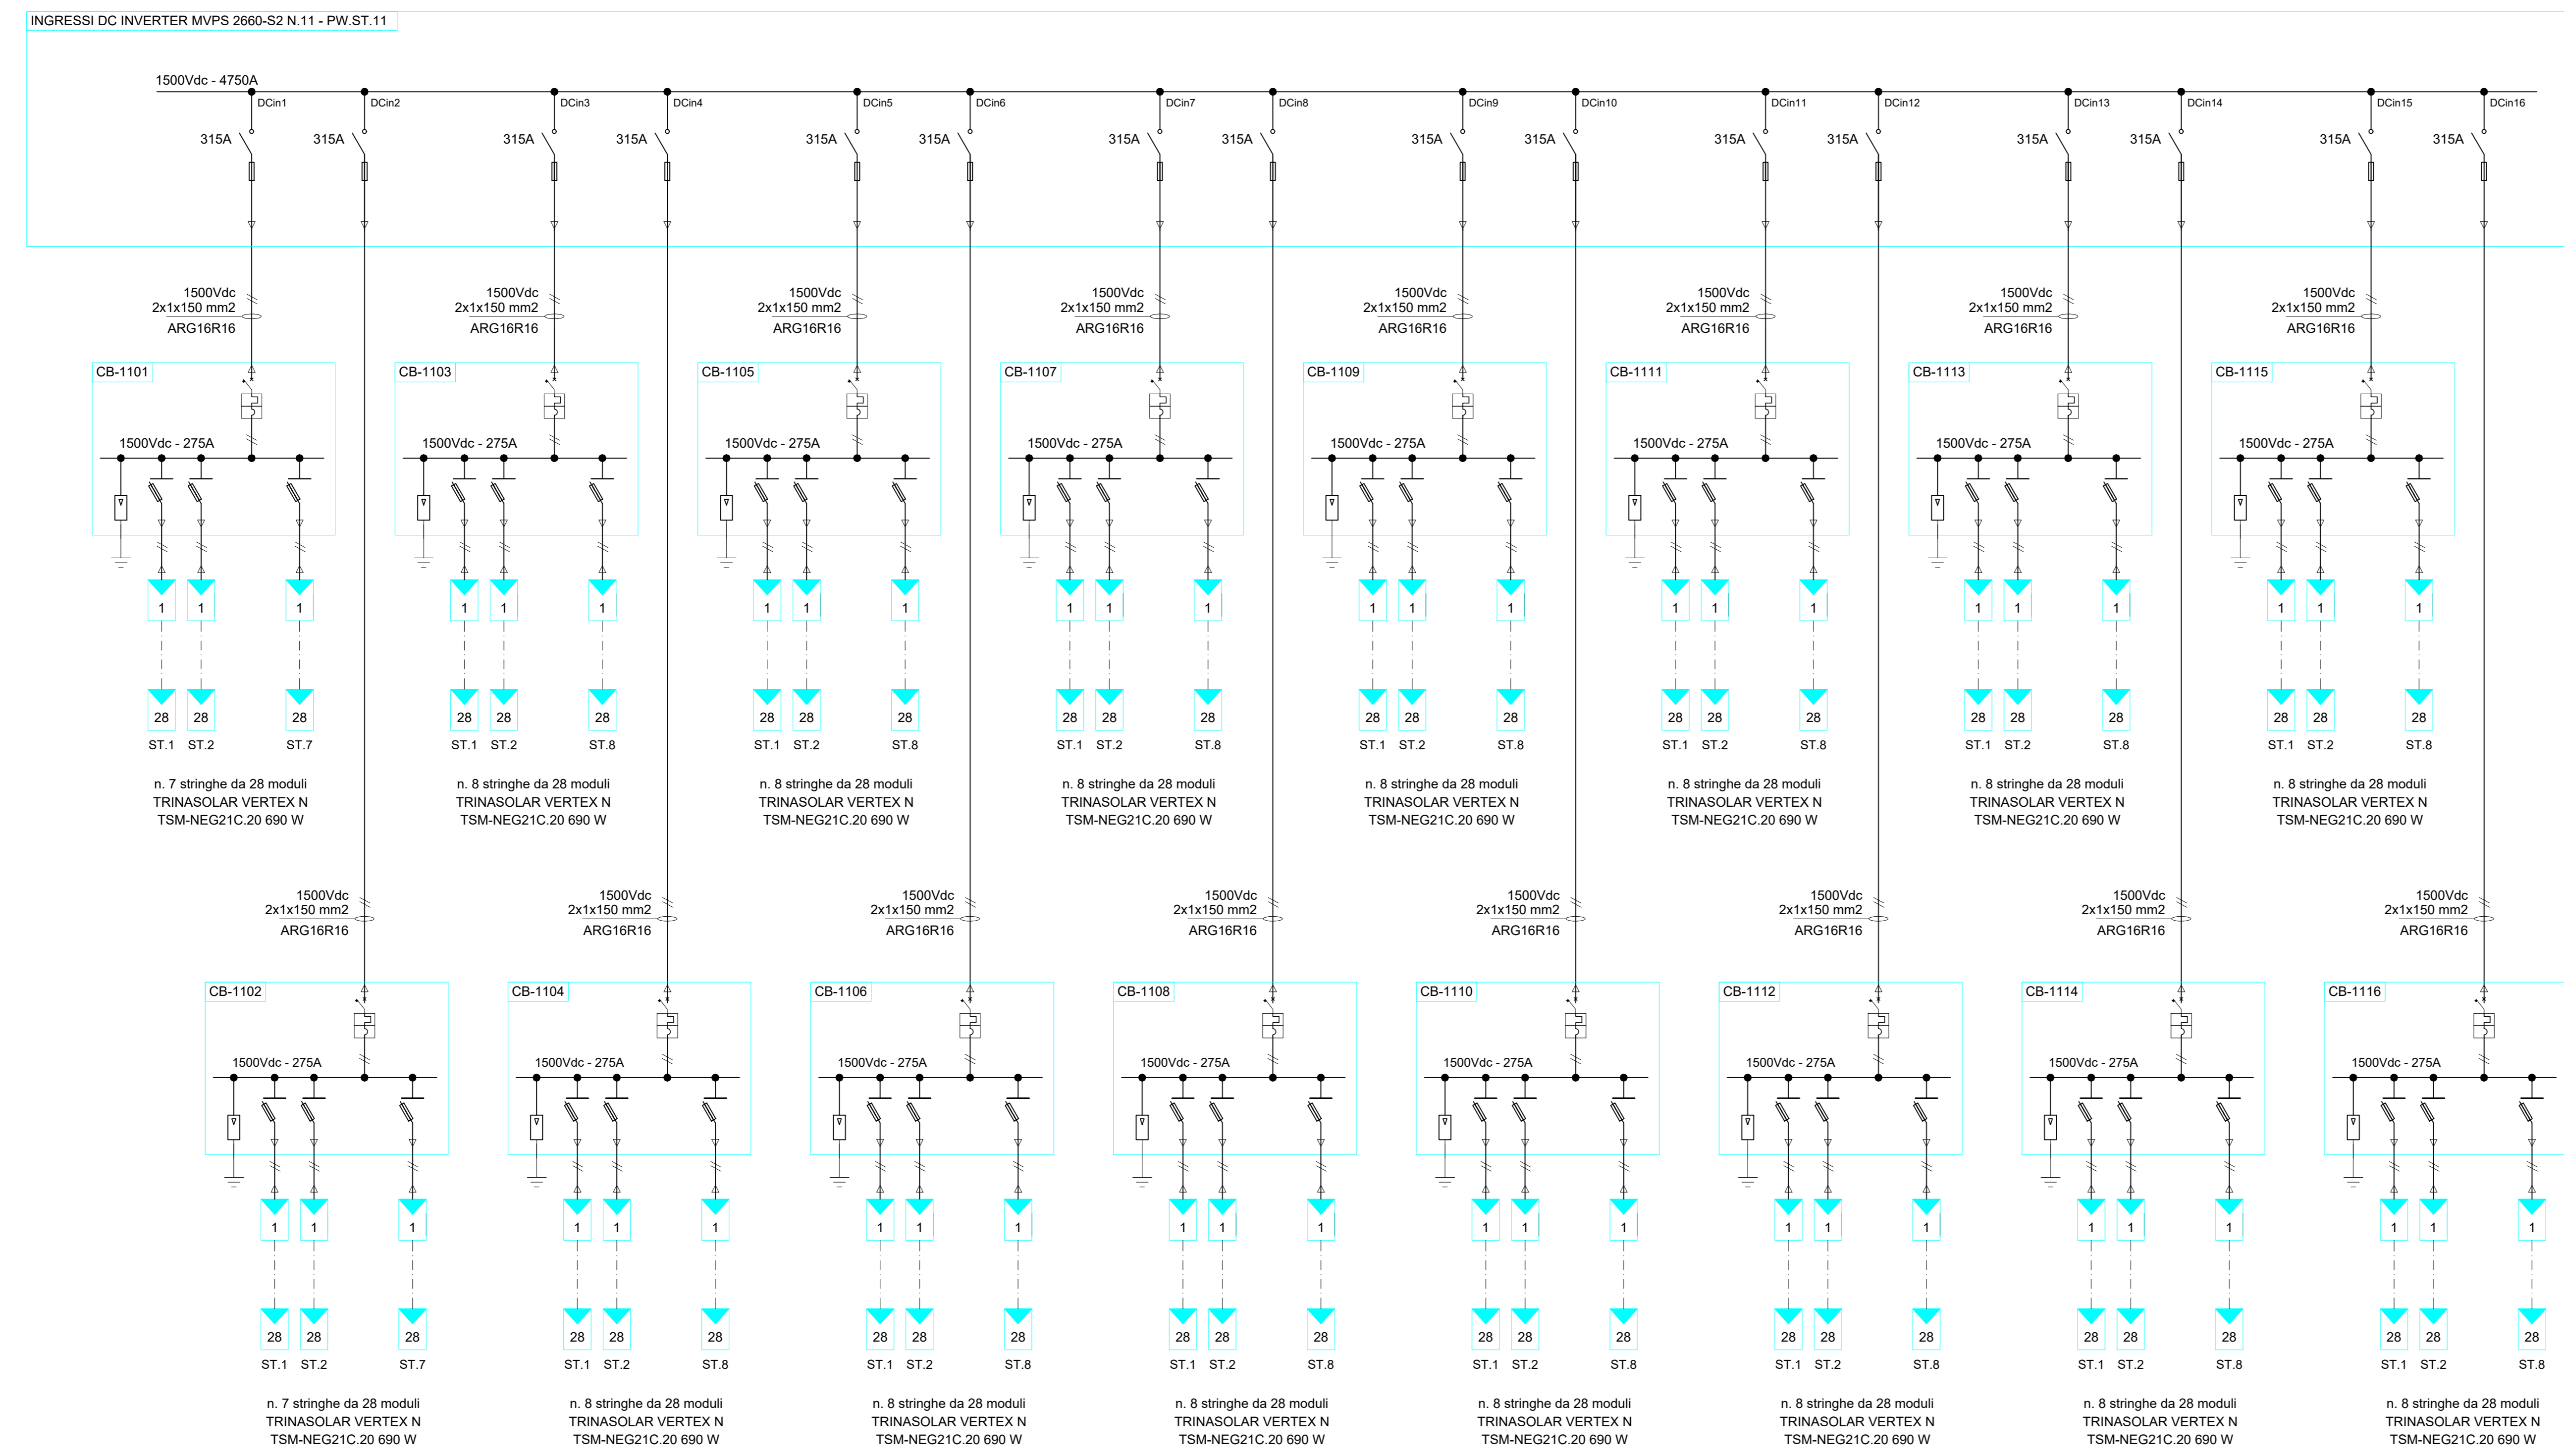 INGRESSI DC INVERTER MVPS 2660-S2 N.11 - PW.ST.11
1500Vdc - 4750A
DCin1 DCin2 DCin3 DCin4 DCin5 DCin6 DCin7 DCin8 DCin9 DCin10 DCin11 DCin12 DCin13 DCin14 DCin15 DCin16
315A 315A 315A 315A 315A 315A 315A 315A 315A 315A 315A 315A 315A 315A 315A 315A
1500Vdc 1500Vdc 1500Vdc 1500Vdc 1500Vdc 1500Vdc 1500Vdc 1500Vdc
2x1x150 mm2 2x1x150 mm2 2x1x150 mm2 2x1x150 mm2 2x1x150 mm2 2x1x150 mm2 2x1x150 mm2 2x1x150 mm2
ARG16R16 ARG16R16 ARG16R16 ARG16R16 ARG16R16 ARG16R16 ARG16R16 ARG16R16
CB-1101 CB-1103 CB-1105 CB-1107 CB-1109 CB-1111 CB-1113 CB-1115
1500Vdc - 275A 1500Vdc - 275A 1500Vdc - 275A 1500Vdc - 275A 1500Vdc - 275A 1500Vdc - 275A 1500Vdc - 275A 1500Vdc - 275A
1 1 1 1 1 1 1 1 1 1 1 1 1 1 1 1 1 1 1 1 1 1 1 1
28 28 28 28 28 28 28 28 28 28 28 28 28 28 28 28 28 28 28 28 28 28 28 28
ST.1 ST.2 ST.7 ST.1 ST.2 ST.8 ST.1 ST.2 ST.8 ST.1 ST.2 ST.8 ST.1 ST.2 ST.8 ST.1 ST.2 ST.8 ST.1 ST.2 ST.8 ST.1 ST.2 ST.8
n. 7 stringhe da 28 moduli n. 8 stringhe da 28 moduli n. 8 stringhe da 28 moduli n. 8 stringhe da 28 moduli n. 8 stringhe da 28 moduli n. 8 stringhe da 28 moduli n. 8 stringhe da 28 moduli n. 8 stringhe da 28 moduli
TRINASOLAR VERTEX N TRINASOLAR VERTEX N TRINASOLAR VERTEX N TRINASOLAR VERTEX N TRINASOLAR VERTEX N TRINASOLAR VERTEX N TRINASOLAR VERTEX N TRINASOLAR VERTEX N
TSM-NEG21C.20 690 W TSM-NEG21C.20 690 W TSM-NEG21C.20 690 W TSM-NEG21C.20 690 W TSM-NEG21C.20 690 W TSM-NEG21C.20 690 W TSM-NEG21C.20 690 W TSM-NEG21C.20 690 W
1500Vdc 1500Vdc 1500Vdc 1500Vdc 1500Vdc 1500Vdc 1500Vdc 1500Vdc
2x1x150 mm2 2x1x150 mm2 2x1x150 mm2 2x1x150 mm2 2x1x150 mm2 2x1x150 mm2 2x1x150 mm2 2x1x150 mm2
ARG16R16 ARG16R16 ARG16R16 ARG16R16 ARG16R16 ARG16R16 ARG16R16 ARG16R16
CB-1102 CB-1104 CB-1106 CB-1108 CB-1110 CB-1112 CB-1114 CB-1116
1500Vdc - 275A 1500Vdc - 275A 1500Vdc - 275A 1500Vdc - 275A 1500Vdc - 275A 1500Vdc - 275A 1500Vdc - 275A 1500Vdc - 275A
1 1 1 1 1 1 1 1 1 1 1 1 1 1 1 1 1 1 1 1 1 1 1 1
28 28 28 28 28 28 28 28 28 28 28 28 28 28 28 28 28 28 28 28 28 28 28 28
ST.1 ST.2 ST.7 ST.1 ST.2 ST.8 ST.1 ST.2 ST.8 ST.1 ST.2 ST.8 ST.1 ST.2 ST.8 ST.1 ST.2 ST.8 ST.1 ST.2 ST.8 ST.1 ST.2 ST.8
n. 7 stringhe da 28 moduli n. 8 stringhe da 28 moduli n. 8 stringhe da 28 moduli n. 8 stringhe da 28 moduli n. 8 stringhe da 28 moduli n. 8 stringhe da 28 moduli n. 8 stringhe da 28 moduli n. 8 stringhe da 28 moduli
TRINASOLAR VERTEX N TRINASOLAR VERTEX N TRINASOLAR VERTEX N TRINASOLAR VERTEX N TRINASOLAR VERTEX N TRINASOLAR VERTEX N TRINASOLAR VERTEX N TRINASOLAR VERTEX N
TSM-NEG21C.20 690 W TSM-NEG21C.20 690 W TSM-NEG21C.20 690 W TSM-NEG21C.20 690 W TSM-NEG21C.20 690 W TSM-NEG21C.20 690 W TSM-NEG21C.20 690 W TSM-NEG21C.20 690 W